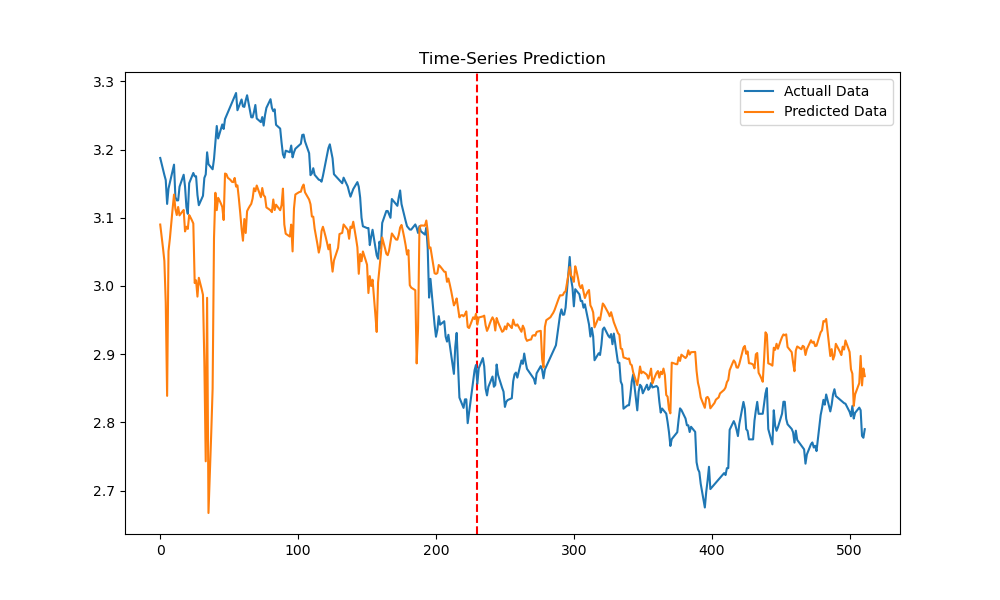 Time-Series Prediction
Actuall Data
Predicted Data
3.3
3.2
3.1
3.0
2.9
2.8
2.7
0 100 200 300 400 500